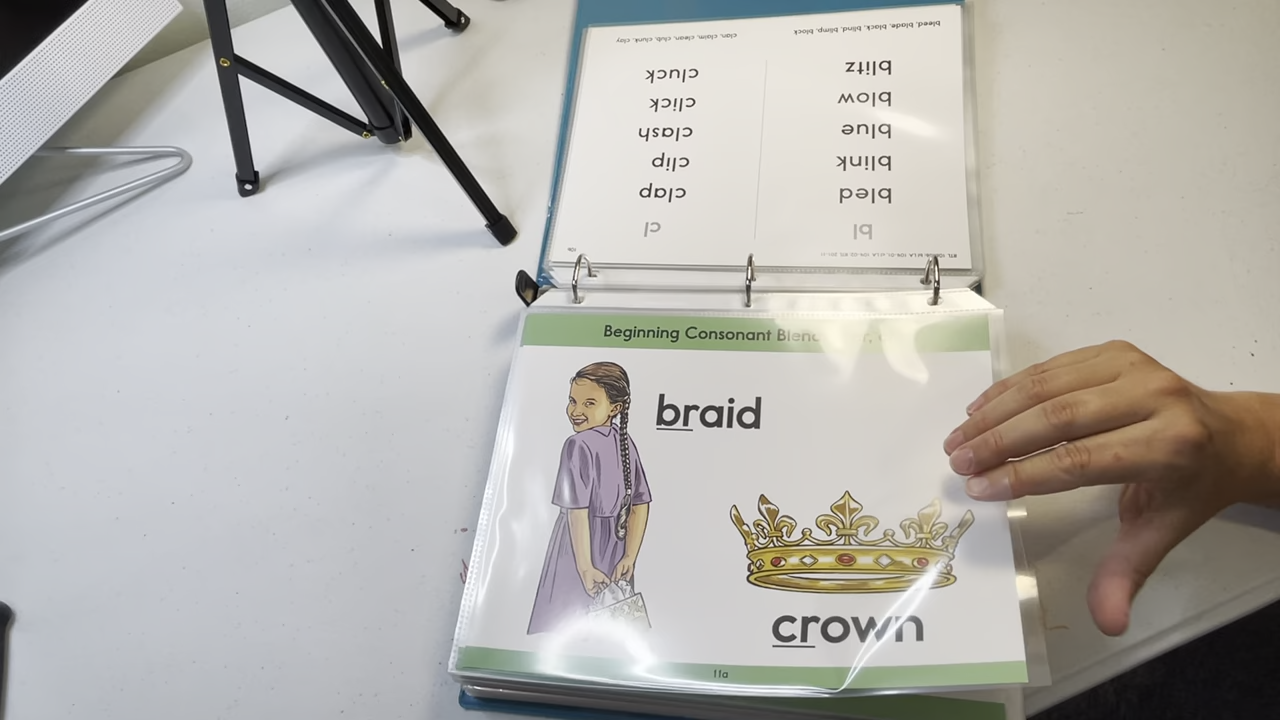 bl
bled
blink
blue
blow
blitz
bleed, blade, black, blind, blimp, block
cl
clap
clip
clash
click
cluck
clan, claim, clean, club, clunk, clay
Beginning Consonant
braid
crown
11a